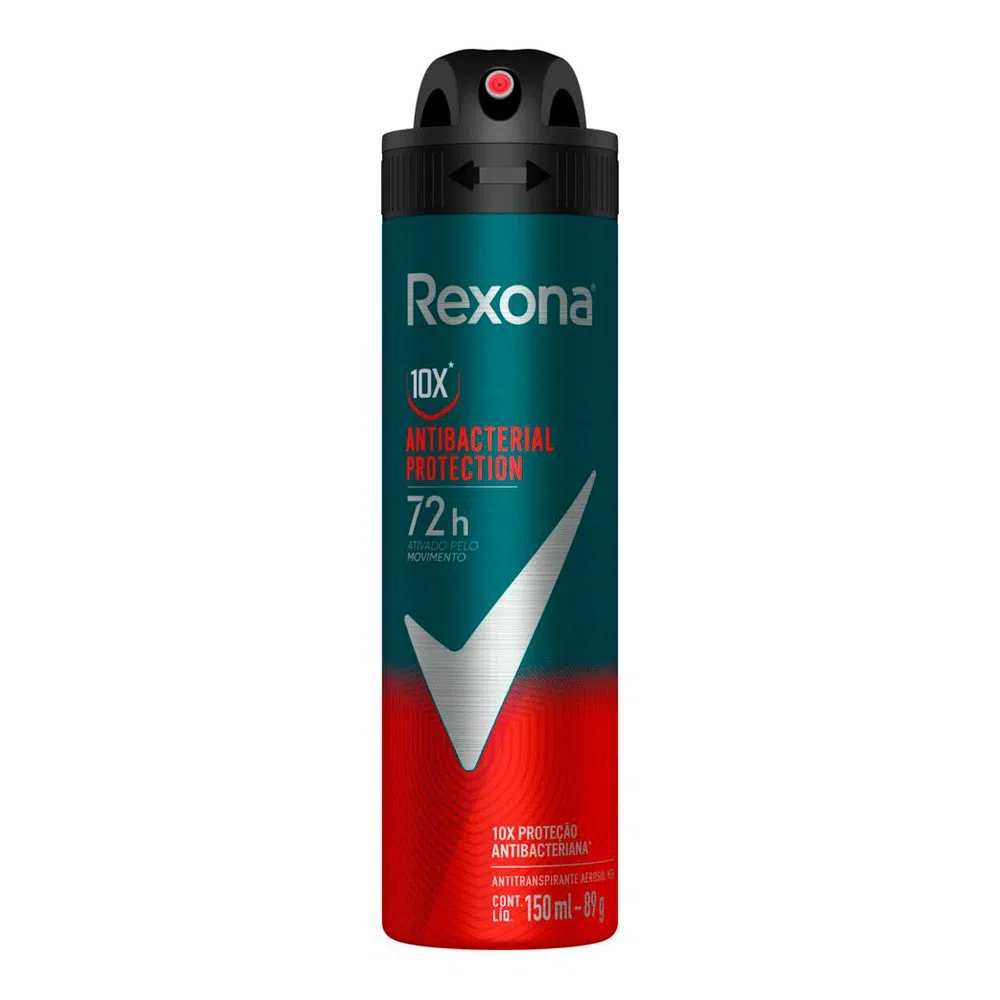 Rexona®
10X*
ANTIBACTERIAL
PROTECTION
72h
ATIVADO PELO
MOVIMENTO
10X PROTEÇÃO
ANTIBACTERIANA*
ANTITRANSPIRANTE AEROSOL
CONT. LÍQ. 150 ml – 89 g